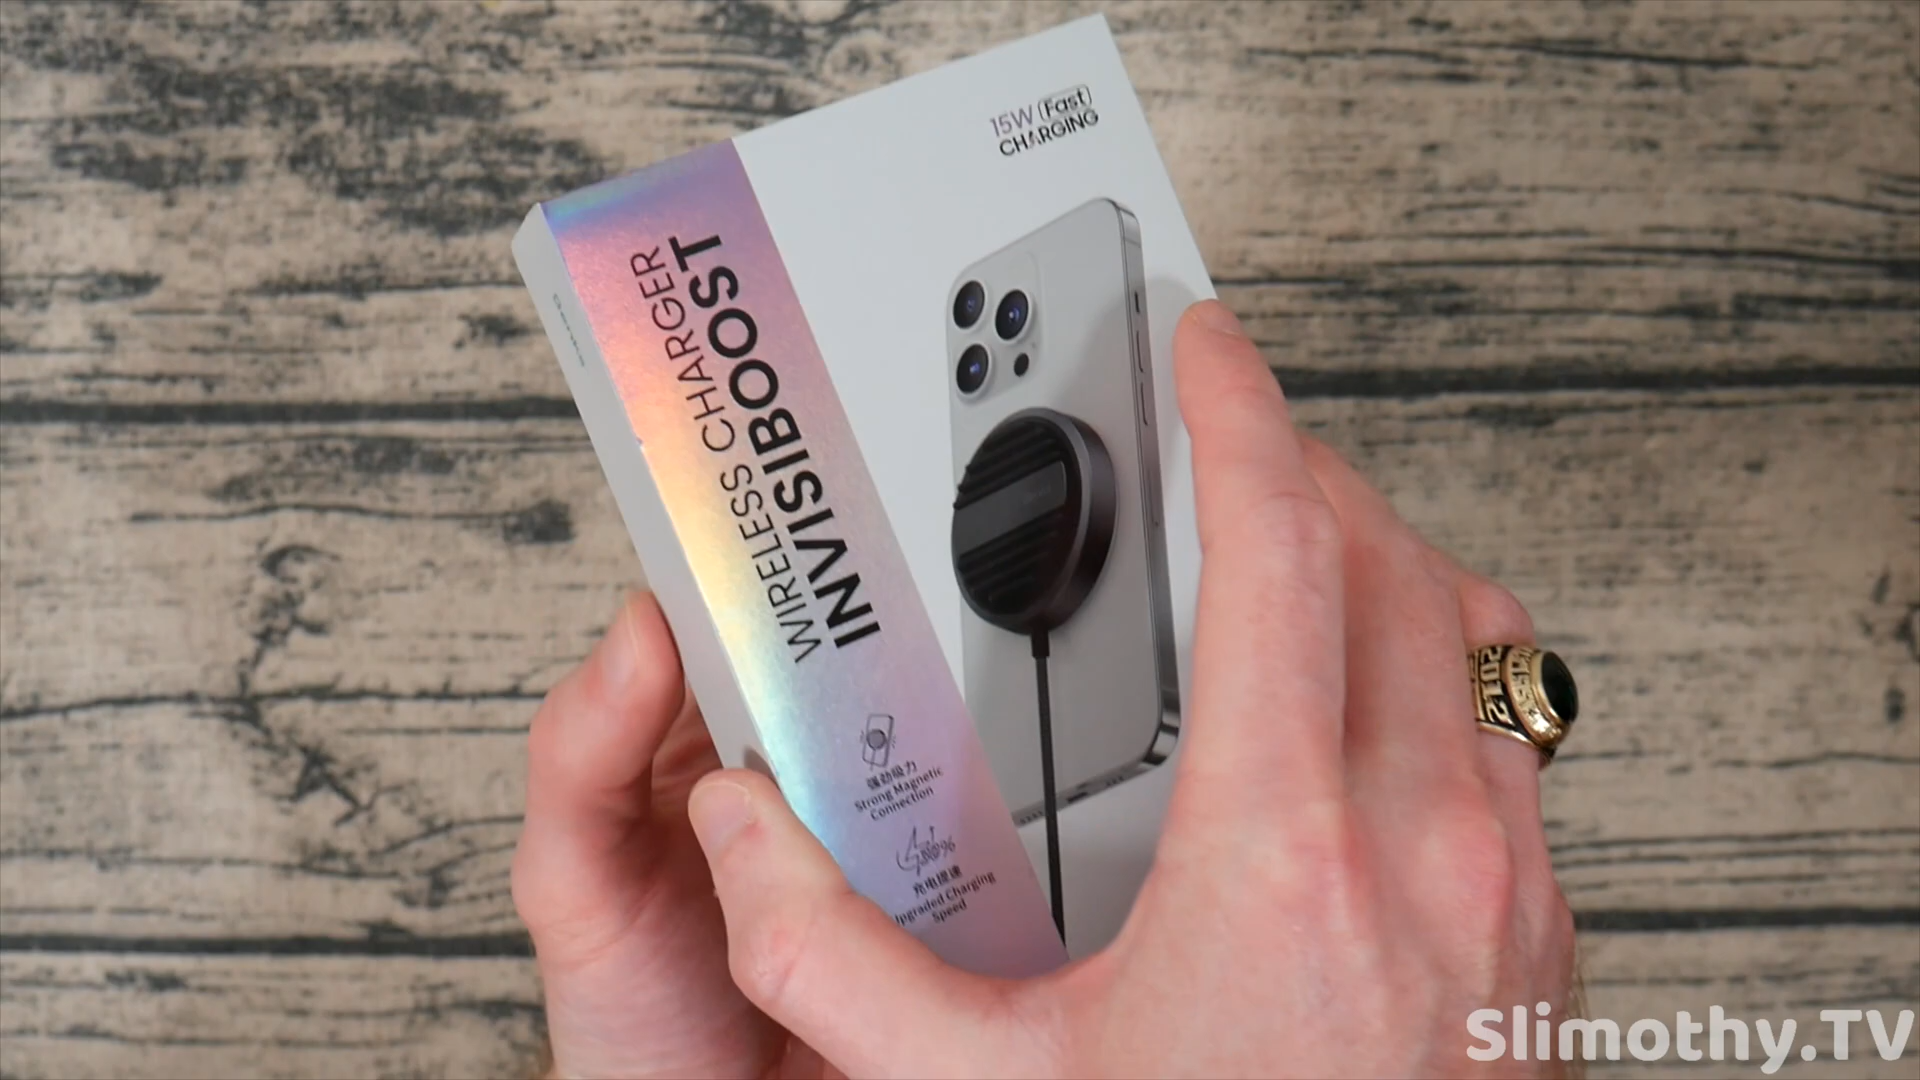 15W Fast
CHARGING
WIRELESS CHARGER
INVISIBOOST
强劲吸力
Strong Magnetic
Connection
充电提速
Upgraded Charging
Speed
2012
Slimothy.TV